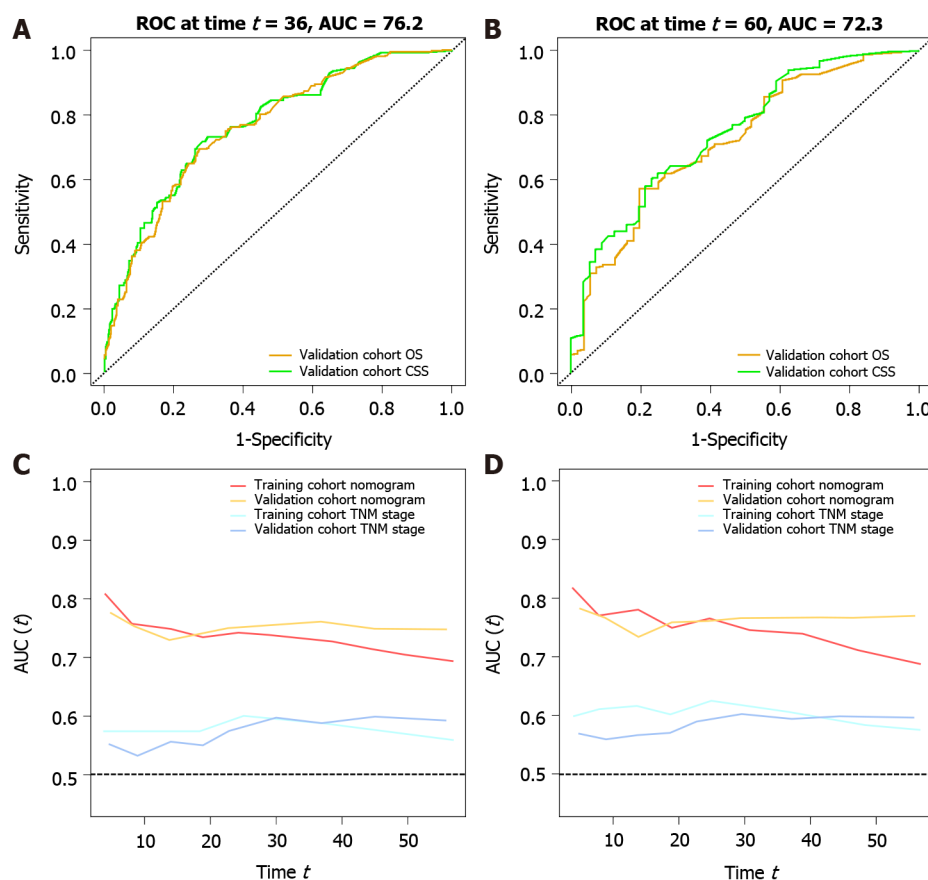 A
ROC at time t = 36, AUC = 76.2
Sensitivity
1.0
0.8
0.6
0.4
0.2
0.0
Validation cohort OS
Validation cohort CSS
0.0 0.2 0.4 0.6 0.8 1.0
1-Specificity
B
ROC at time t = 60, AUC = 72.3
Sensitivity
1.0
0.8
0.6
0.4
0.2
0.0
Validation cohort OS
Validation cohort CSS
0.0 0.2 0.4 0.6 0.8 1.0
1-Specificity
C
AUC (t)
1.0
0.9
0.8
0.7
0.6
0.5
Training cohort nomogram
Validation cohort nomogram
Training cohort TNM stage
Validation cohort TNM stage
10 20 30 40 50
Time t
D
AUC (t)
1.0
0.9
0.8
0.7
0.6
0.5
Training cohort nomogram
Validation cohort nomogram
Training cohort TNM stage
Validation cohort TNM stage
10 20 30 40 50
Time t